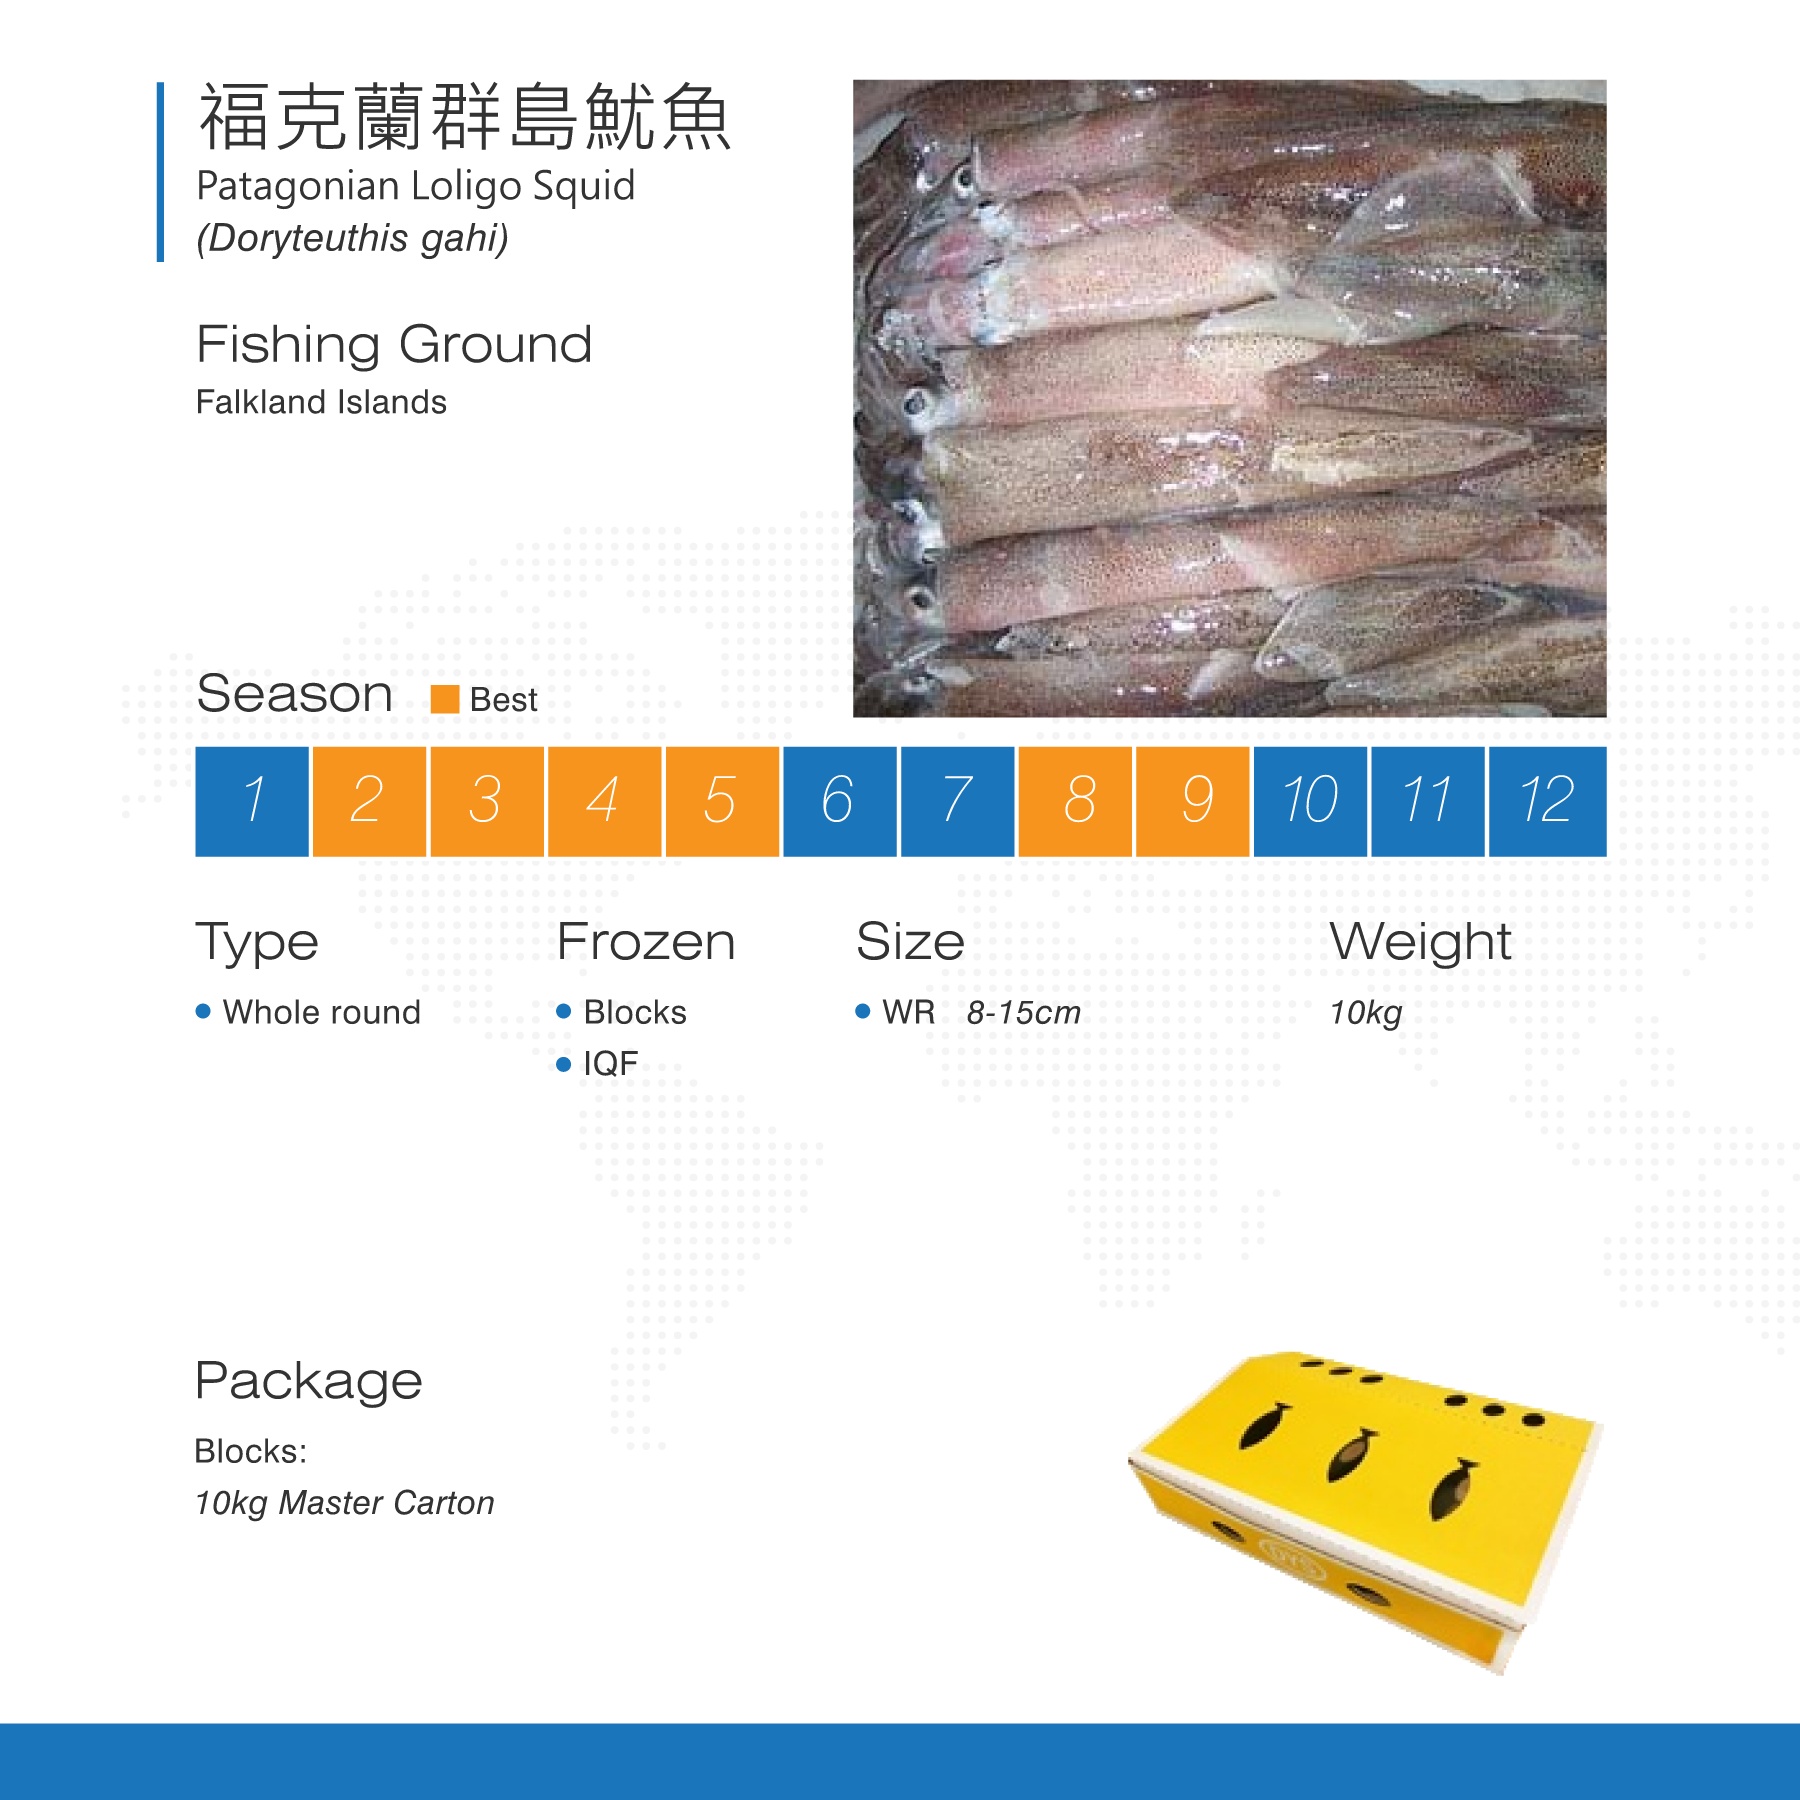 福克蘭群島魷魚
Patagonian Loligo Squid
(Doryteuthis gahi)
Fishing Ground
Falkland Islands
Season Best
1 2 3 4 5 6 7 8 9 10 11 12
Type Frozen Size Weight
Whole round Blocks WR 8-15cm 10kg
IQF
Package
Blocks:
10kg Master Carton